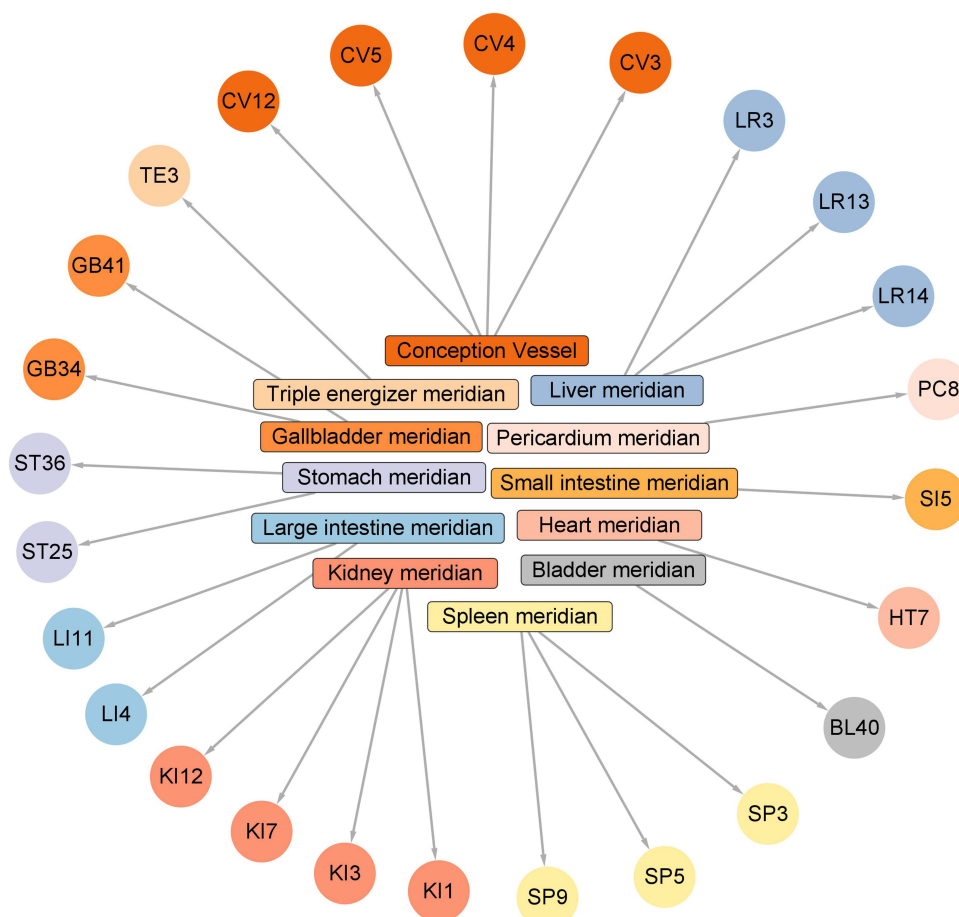 CV4
CV5
CV3
CV12
LR3
TE3
LR13
GB41
LR14
Conception Vessel
GB34
Triple energizer meridian
Liver meridian
PC8
Gallbladder meridian
Pericardium meridian
ST36
Stomach meridian
Small intestine meridian
SI5
Large intestine meridian
Heart meridian
ST25
Kidney meridian
Bladder meridian
Spleen meridian
HT7
LI11
LI4
BL40
KI12
SP3
KI7
KI3
SP5
KI1
SP9